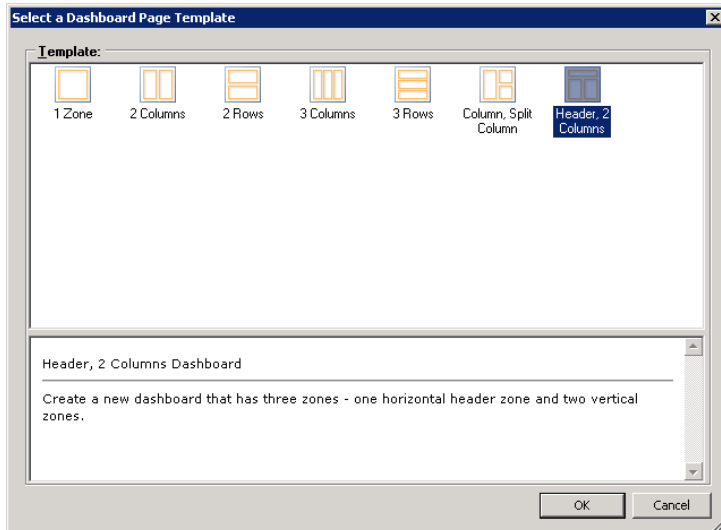 Select a Dashboard Page Template
Template:
1 Zone
2 Columns
2 Rows
3 Columns
3 Rows
Column, Split
Column
Header, 2
Columns
Header, 2 Columns Dashboard
Create a new dashboard that has three zones - one horizontal header zone and two vertical
zones.
OK
Cancel